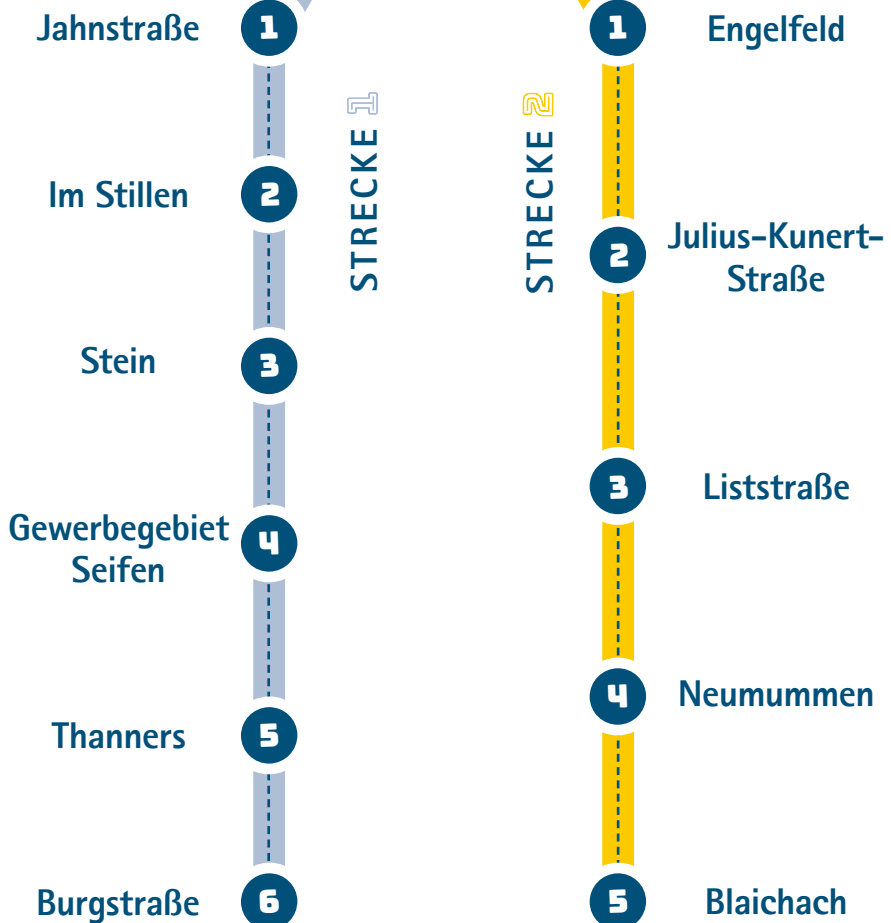 Jahnstraße
1
Im Stillen
2
Stein
3
Gewerbegebiet
Seifen
4
Thanners
5
Burgstraße
6
STRECKE 1
STRECKE 2
1
Engelfeld
2
Julius-Kunert-
Straße
3
Liststraße
4
Neumummen
5
Blaichach